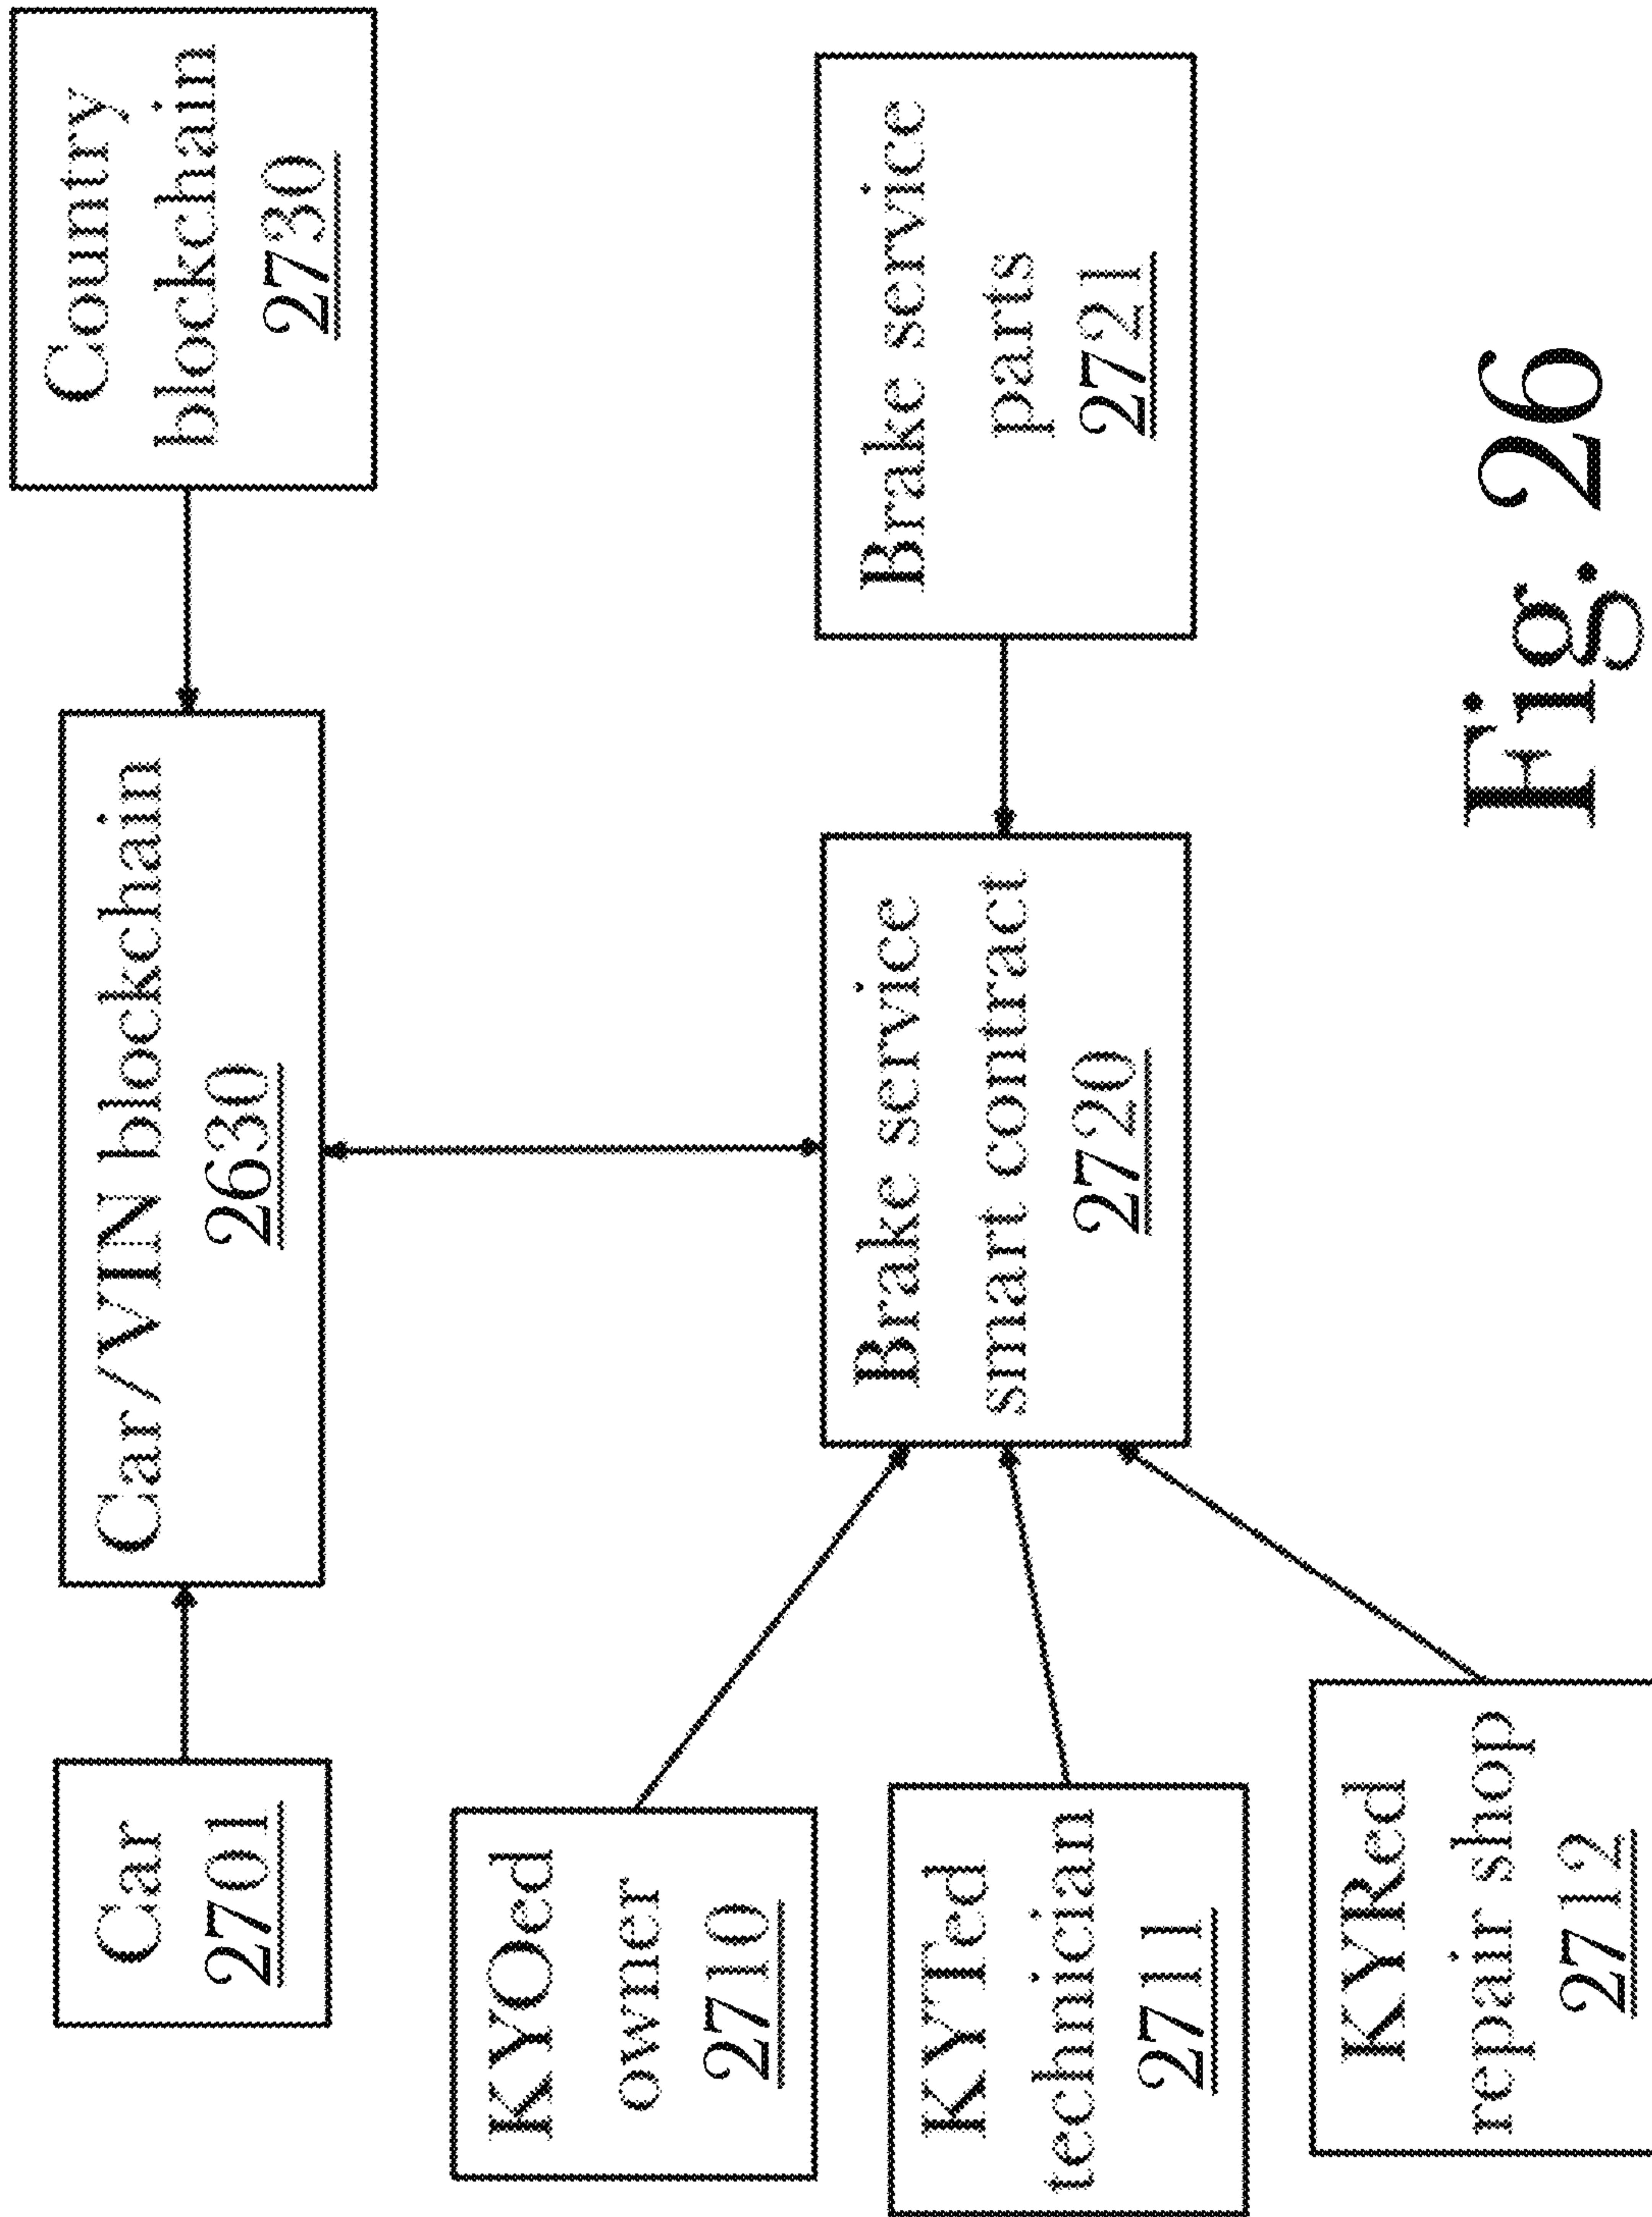 Car
2701
Car/VIN blockchain
2630
Country
blockchain
2730
KYOed
owner
2710
KYTed
technician
2711
KYRed
repair shop
2712
Brake service
smart contract
2720
Brake service
parts
2721
Fig. 26